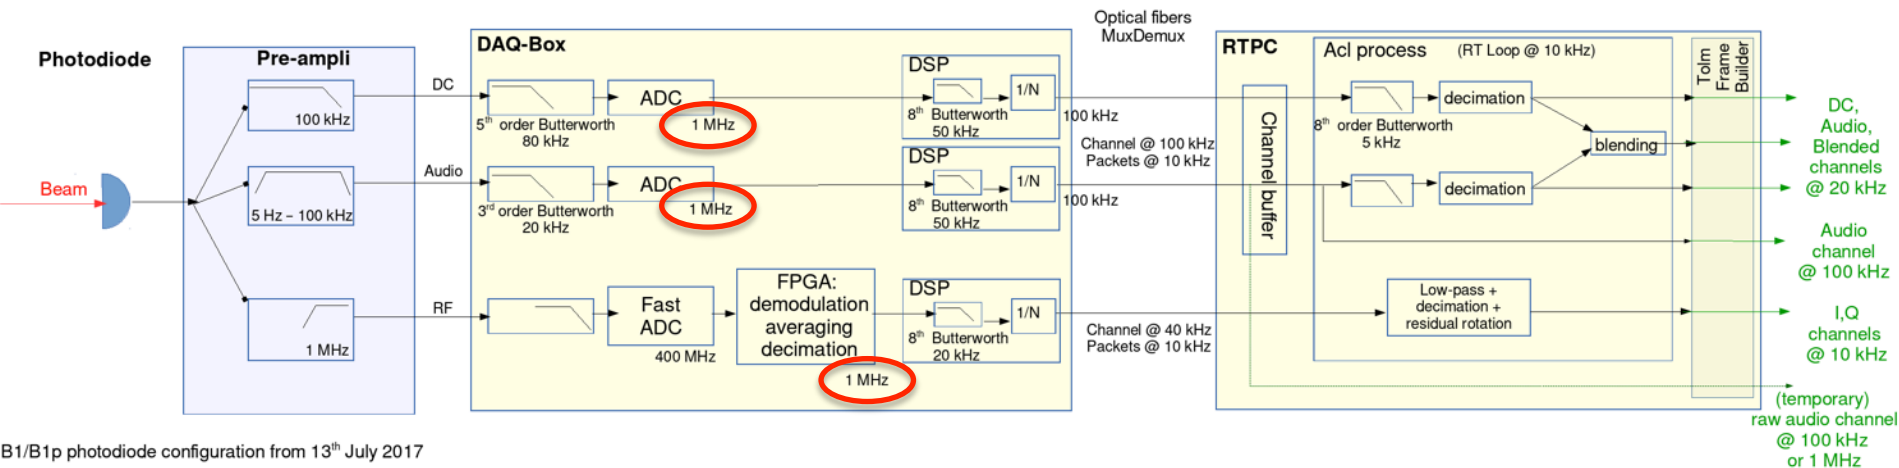 Optical fibers
MuxDemux
Photodiode
Pre-ampli
DAQ-Box
RTPC
Acl process (RT Loop @ 10 kHz)
Tolm
Frame
Builder
100 kHz
DC
5th order Butterworth
80 kHz
ADC
1 MHz
DSP
8th Butterworth
50 kHz
1/N
100 kHz
Channel @ 100 kHz
Packets @ 10 kHz
8th order Butterworth
5 kHz
decimation
blending
DC,
Audio,
Blended
channels
@ 20 kHz
Beam
5 Hz – 100 kHz
Audio
3rd order Butterworth
20 kHz
ADC
1 MHz
DSP
8th Butterworth
50 kHz
1/N
100 kHz
Channel buffer
decimation
Audio
channel
@ 100 kHz
1 MHz
RF
Fast
ADC
400 MHz
FPGA:
demodulation
averaging
decimation
1 MHz
DSP
8th Butterworth
20 kHz
1/N
Channel @ 40 kHz
Packets @ 10 kHz
Low-pass +
decimation +
residual rotation
I,Q
channels
@ 10 kHz
(temporary)
raw audio channel
@ 100 kHz
or 1 MHz
B1/B1p photodiode configuration from 13th July 2017